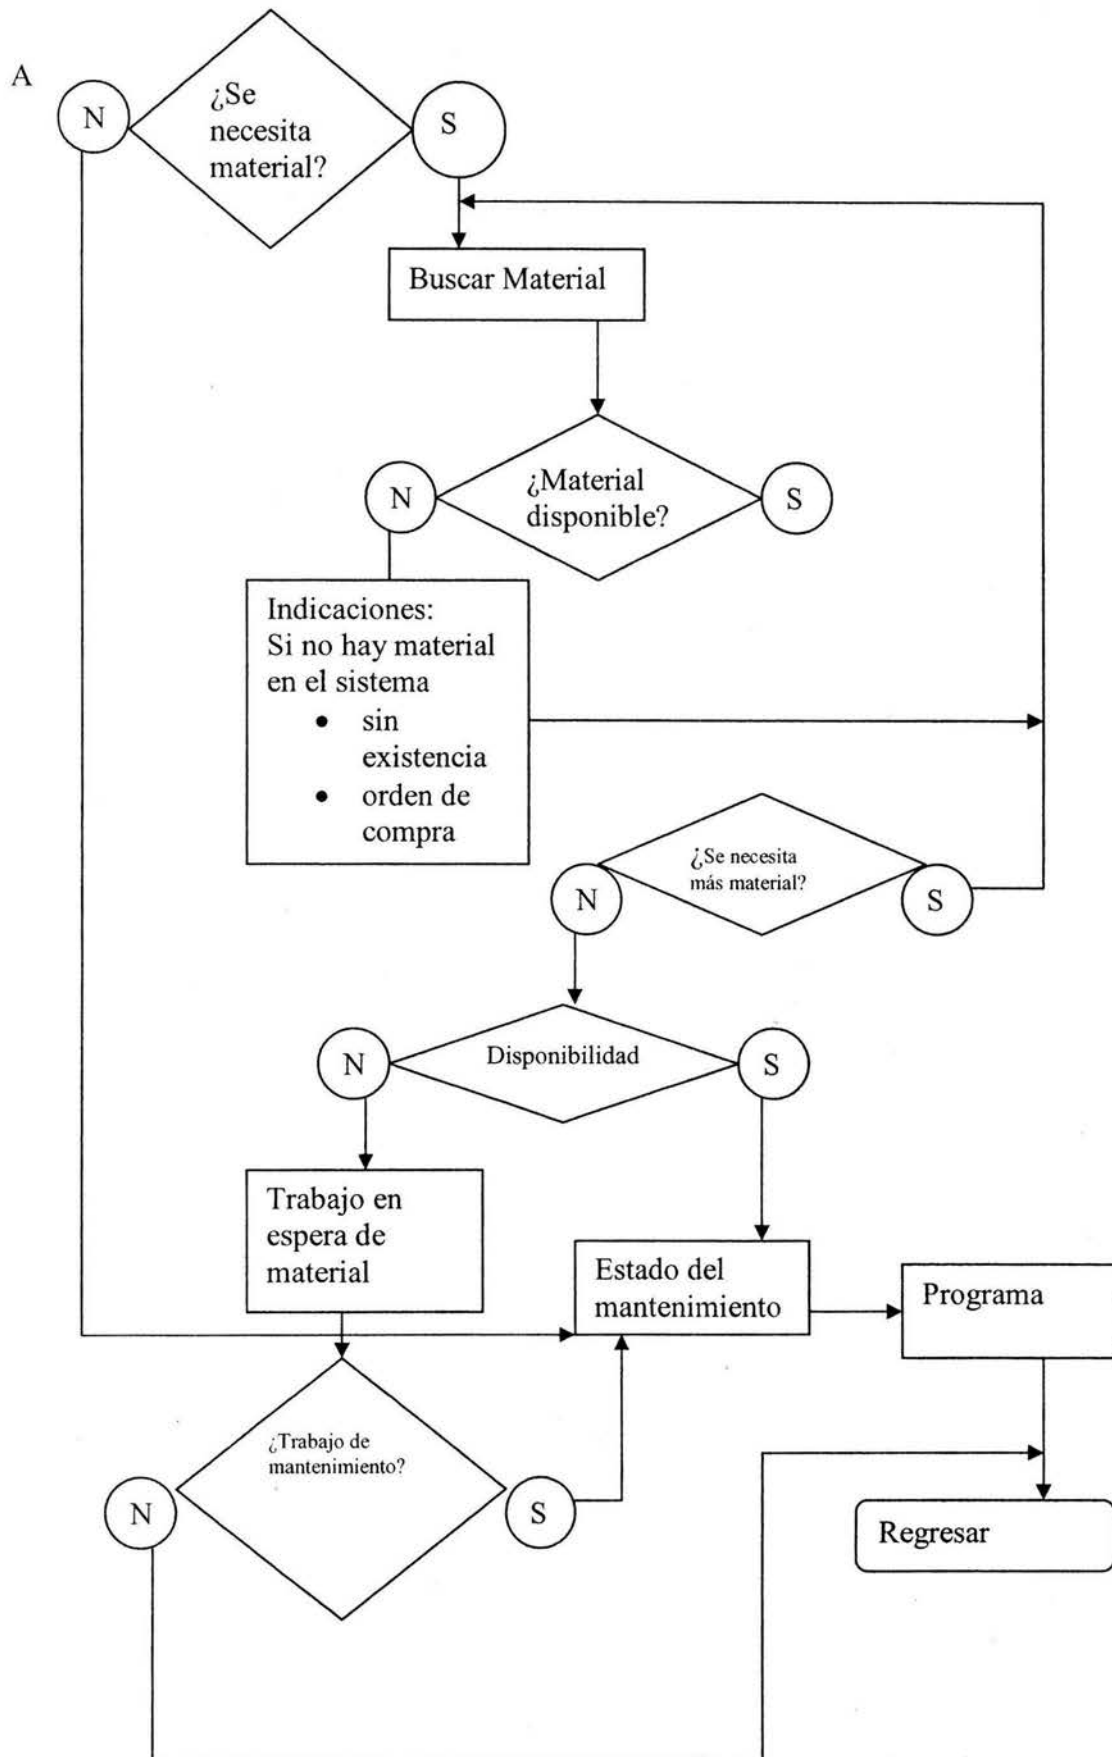 A
N
¿Se
necesita
material?
S
Buscar Material
N
¿Material
disponible?
S
Indicaciones:
Si no hay material
en el sistema
• sin
existencia
• orden de
compra
¿Se necesita
más material?
N
S
N
Disponibilidad
S
Trabajo en
espera de
material
Estado del
mantenimiento
Programa
¿Trabajo de
mantenimiento?
N
S
Regresar